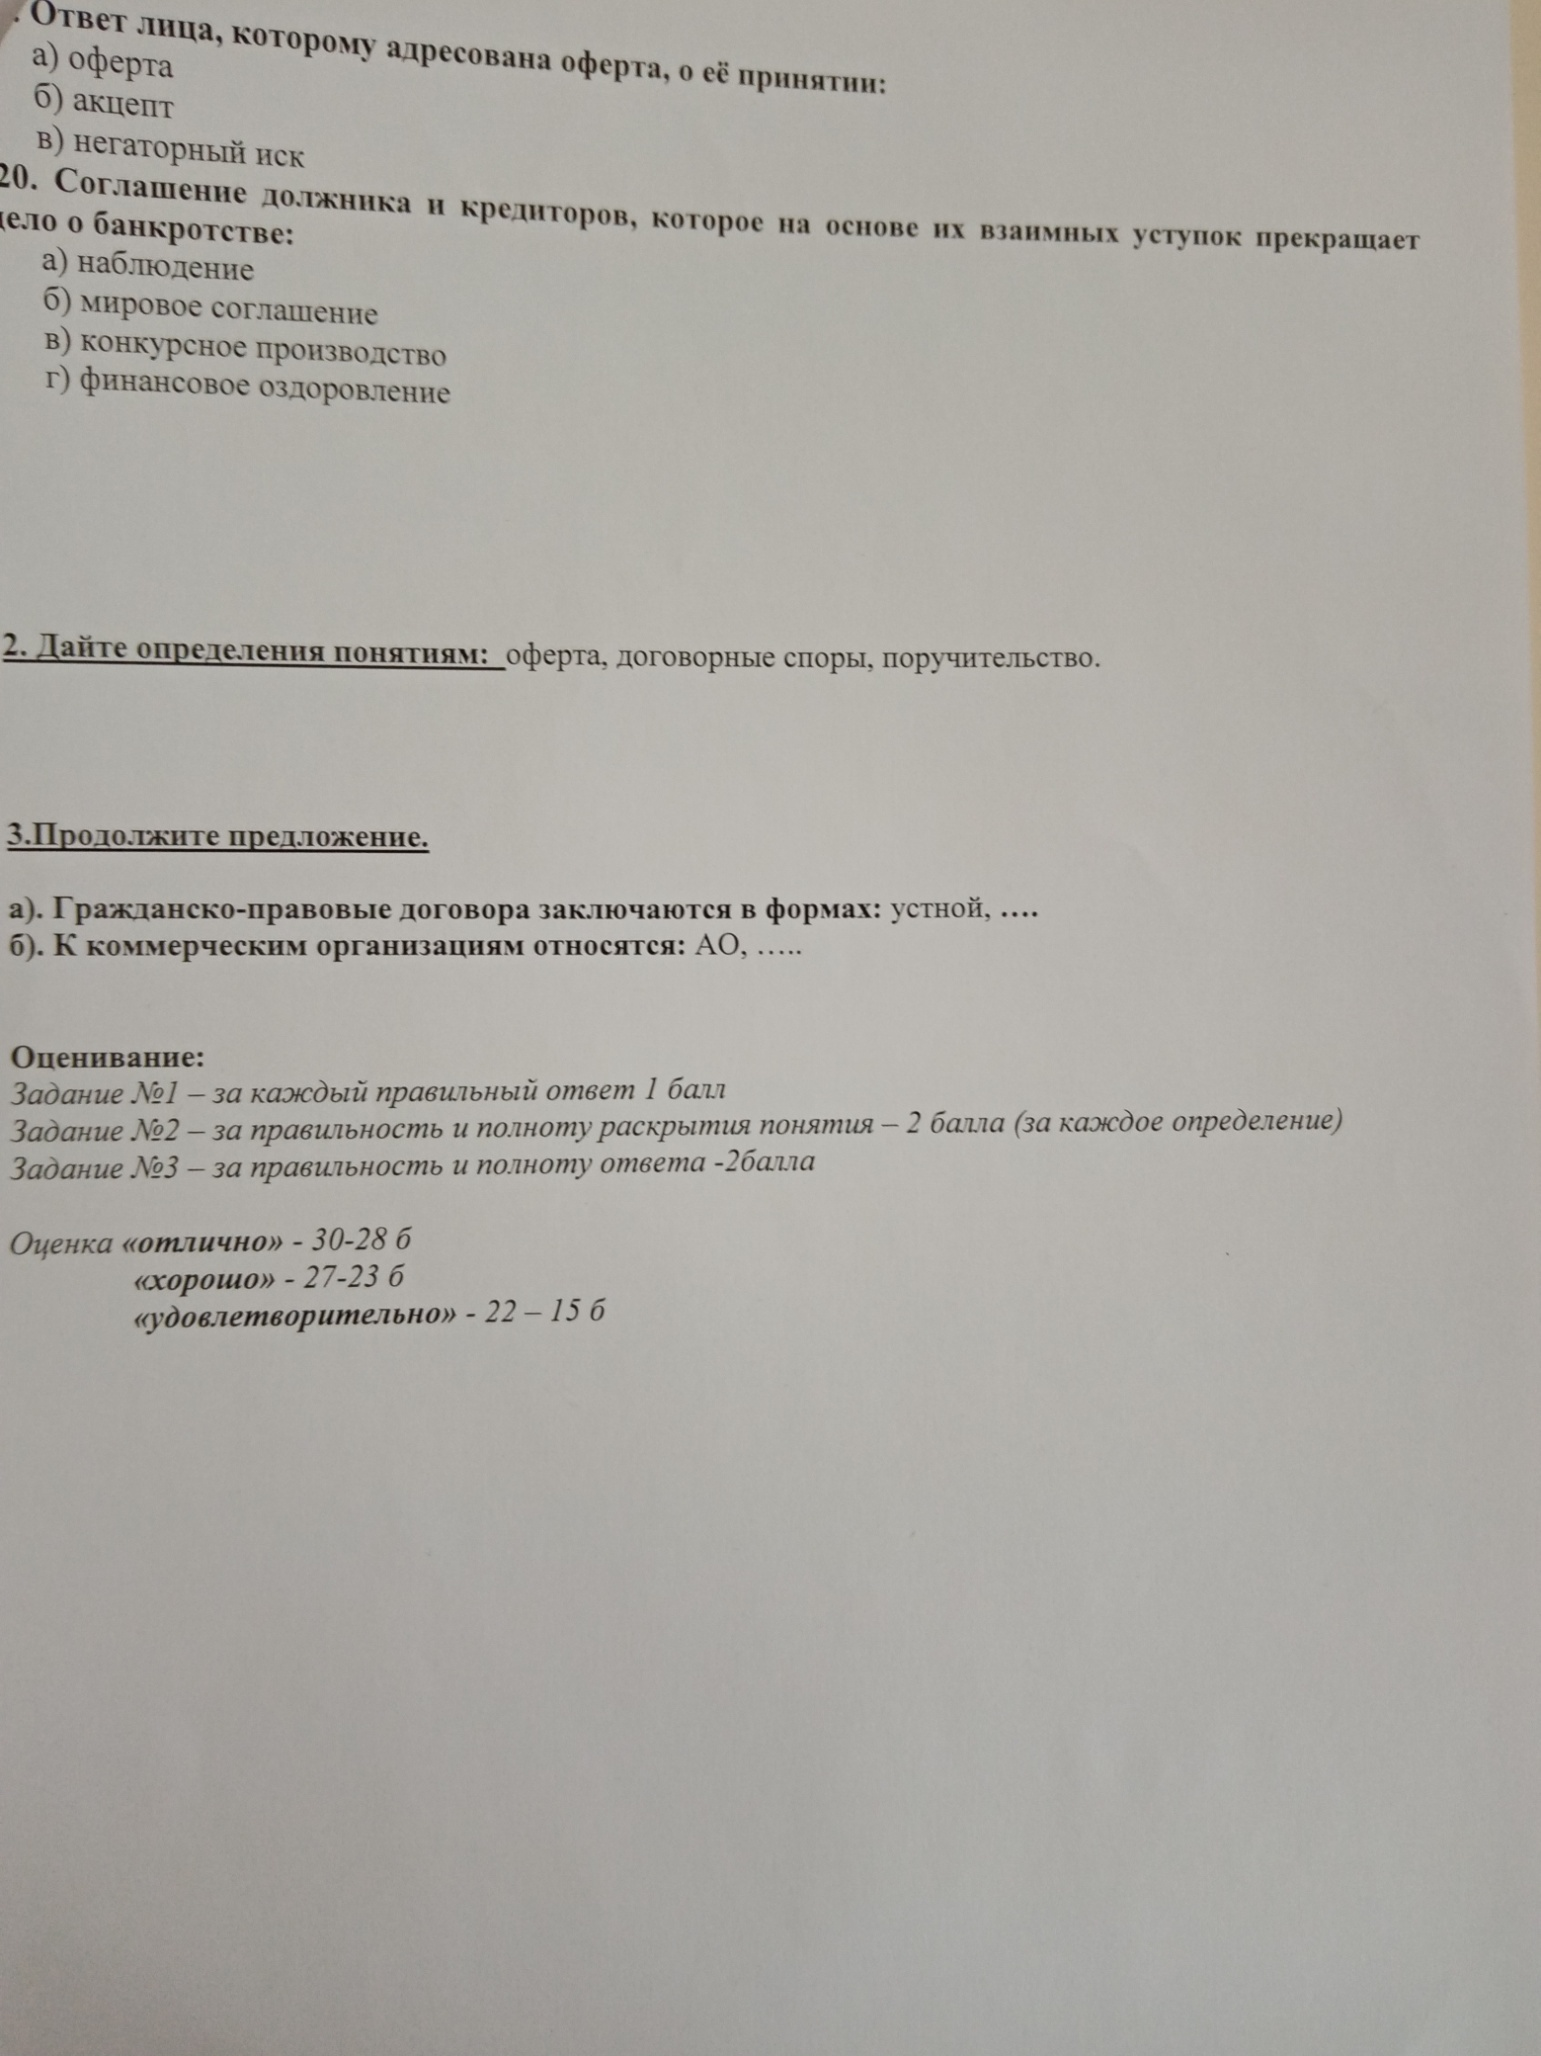 . Ответ лица, которому адресована оферта, о её принятии:
а) оферта
б) акцепт
в) негаторный иск
20. Соглашение должника и кредиторов, которое на основе их взаимных уступок прекращает
дело о банкротстве:
а) наблюдение
б) мировое соглашение
в) конкурсное производство
г) финансовое оздоровление
2. Дайте определения понятиям: оферта, договорные споры, поручительство.
3.Продолжите предложение.
а). Гражданско-правовые договора заключаются в формах: устной, ….
б). К коммерческим организациям относятся: АО, …..
Оценивание:
Задание №1 – за каждый правильный ответ 1 балл
Задание №2 – за правильность и полноту раскрытия понятия – 2 балла (за каждое определение)
Задание №3 – за правильность и полноту ответа -2балла
Оценка «отлично» - 30-28 б
«хорошо» - 27-23 б
«удовлетворительно» - 22 – 15 б